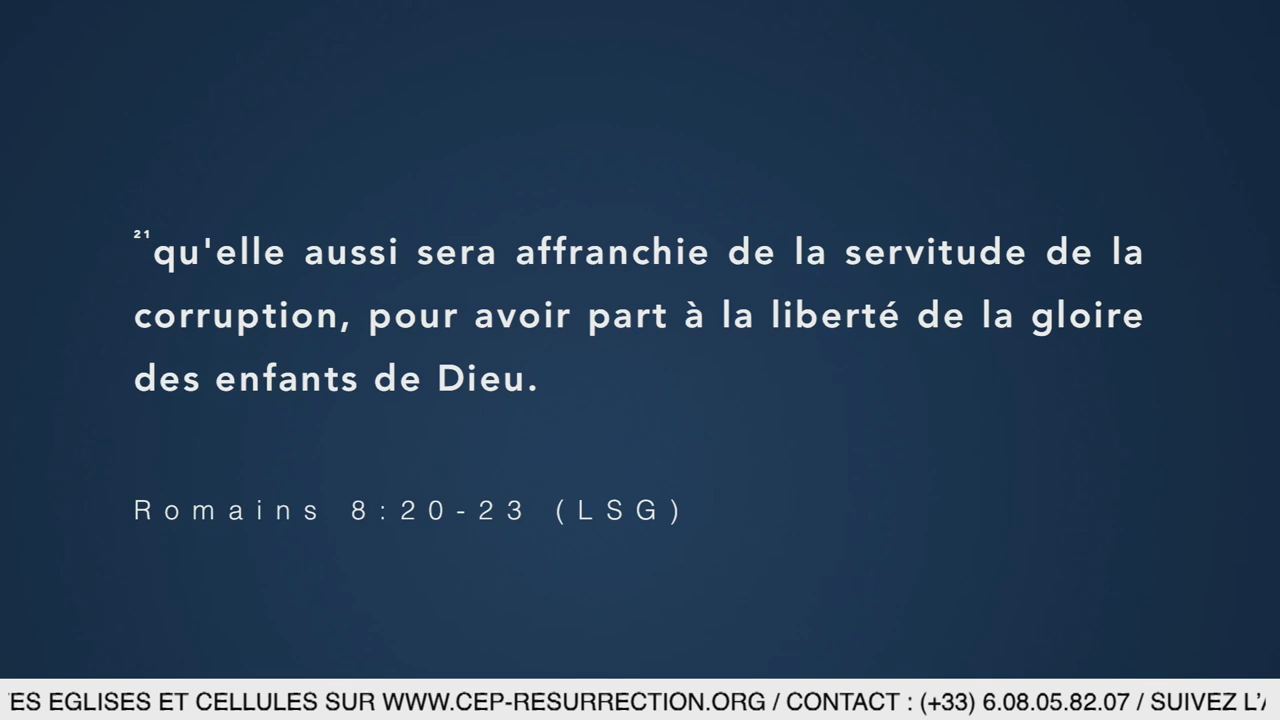 ²¹qu'elle aussi sera affranchie de la servitude de la
corruption, pour avoir part à la liberté de la gloire
des enfants de Dieu.
Romains 8:20-23 (LSG)
ES EGLISES ET CELLULES SUR WWW.CEP-RESURRECTION.ORG / CONTACT : (+33) 6.08.05.82.07 / SUIVEZ L'